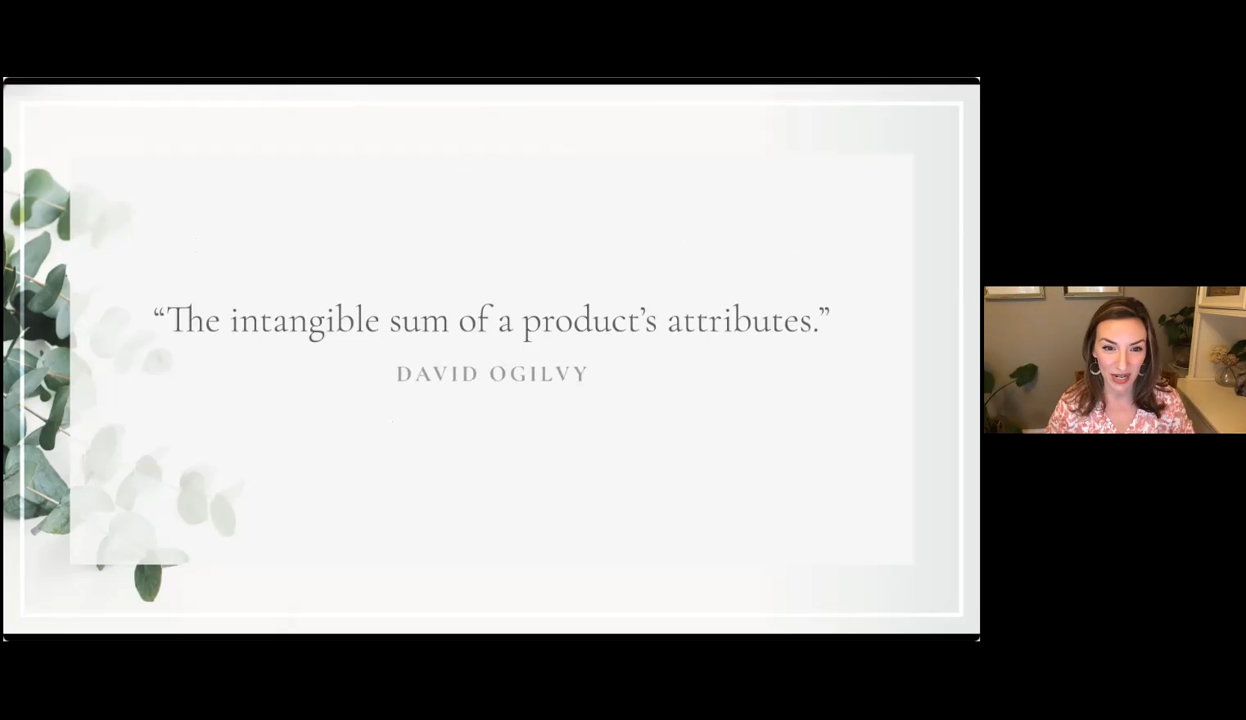 “The intangible sum of a product’s attributes.”
DAVID OGILVY